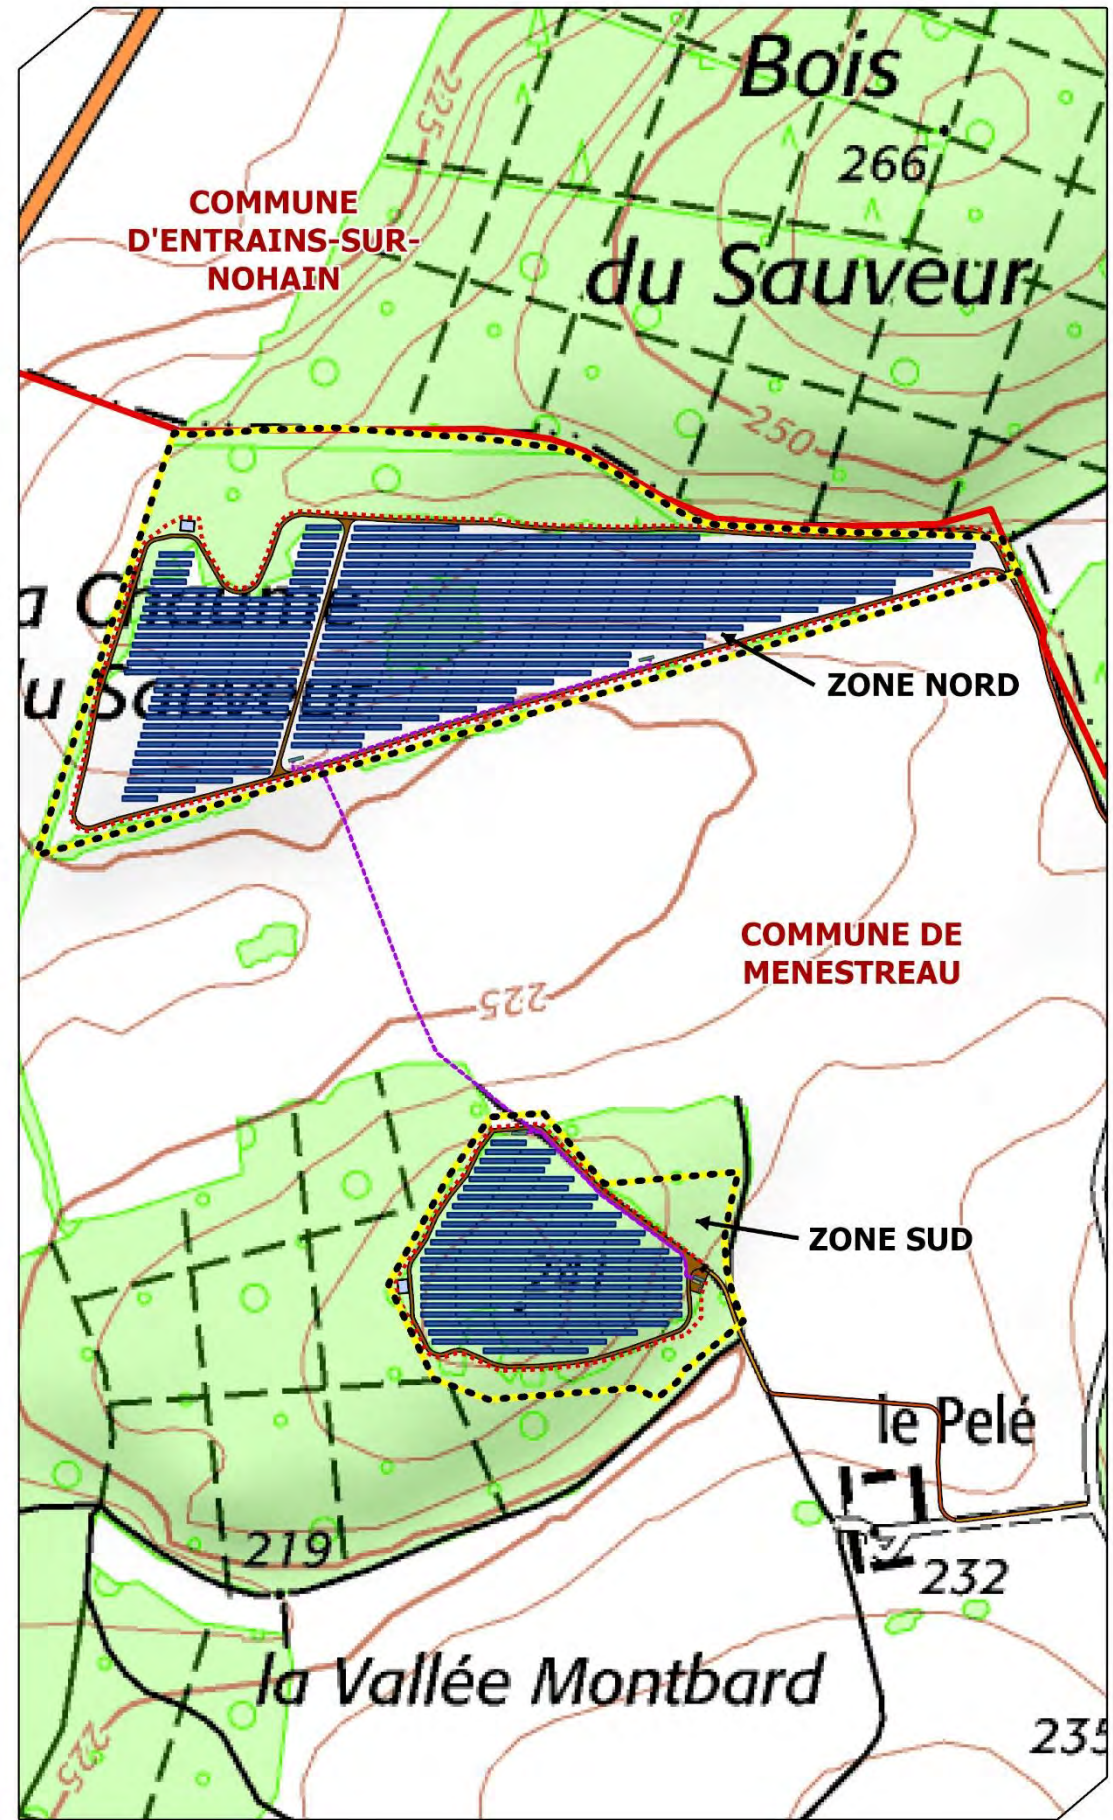 Bois
225
266
COMMUNE
D'ENTRAINS-SUR-
NOHAIN
du Sauveur
250
ZONE NORD
COMMUNE DE
MENESTREAU
225
ZONE SUD
le Pelé
219
232
la Vallée Montbard
235
225